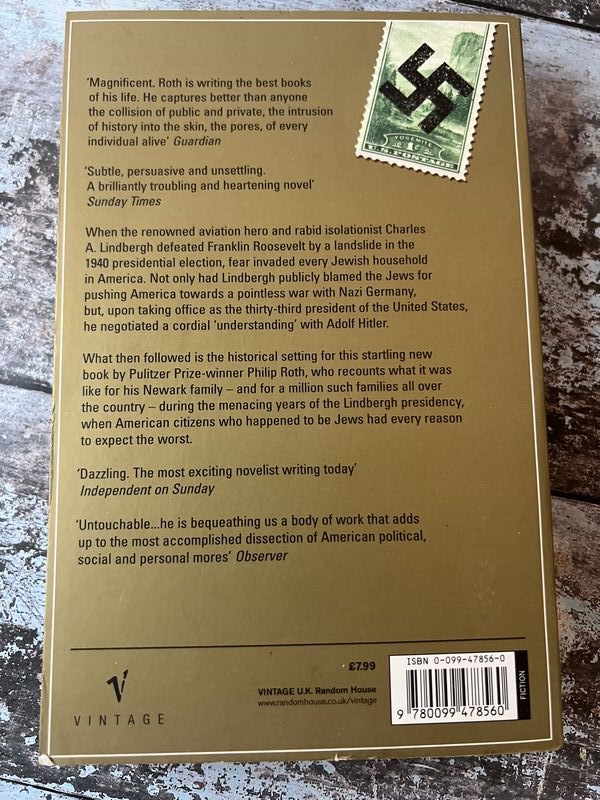 'Magnificent. Roth is writing the best books
of his life. He captures better than anyone
the collision of public and private, the intrusion
of history into the skin, the pores, of every
individual alive' Guardian
YOSEMITE
1¢
U.S. POSTAGE
'Subtle, persuasive and unsettling.
A brilliantly troubling and heartening novel'
Sunday Times
When the renowned aviation hero and rabid isolationist Charles
A. Lindbergh defeated Franklin Roosevelt by a landslide in the
1940 presidential election, fear invaded every Jewish household
in America. Not only had Lindbergh publicly blamed the Jews for
pushing America towards a pointless war with Nazi Germany,
but, upon taking office as the thirty-third president of the United States,
he negotiated a cordial 'understanding' with Adolf Hitler.
What then followed is the historical setting for this startling new
book by Pulitzer Prize-winner Philip Roth, who recounts what it was
like for his Newark family – and for a million such families all over
the country – during the menacing years of the Lindbergh presidency,
when American citizens who happened to be Jews had every reason
to expect the worst.
'Dazzling. The most exciting novelist writing today'
Independent on Sunday
'Untouchable...he is bequeathing us a body of work that adds
up to the most accomplished dissection of American political,
social and personal mores' Observer
V
VINTAGE
£7.99
VINTAGE U.K. Random House
www.randomhouse.co.uk/vintage
ISBN 0-099-47856-0
9 780099 478560
FICTION